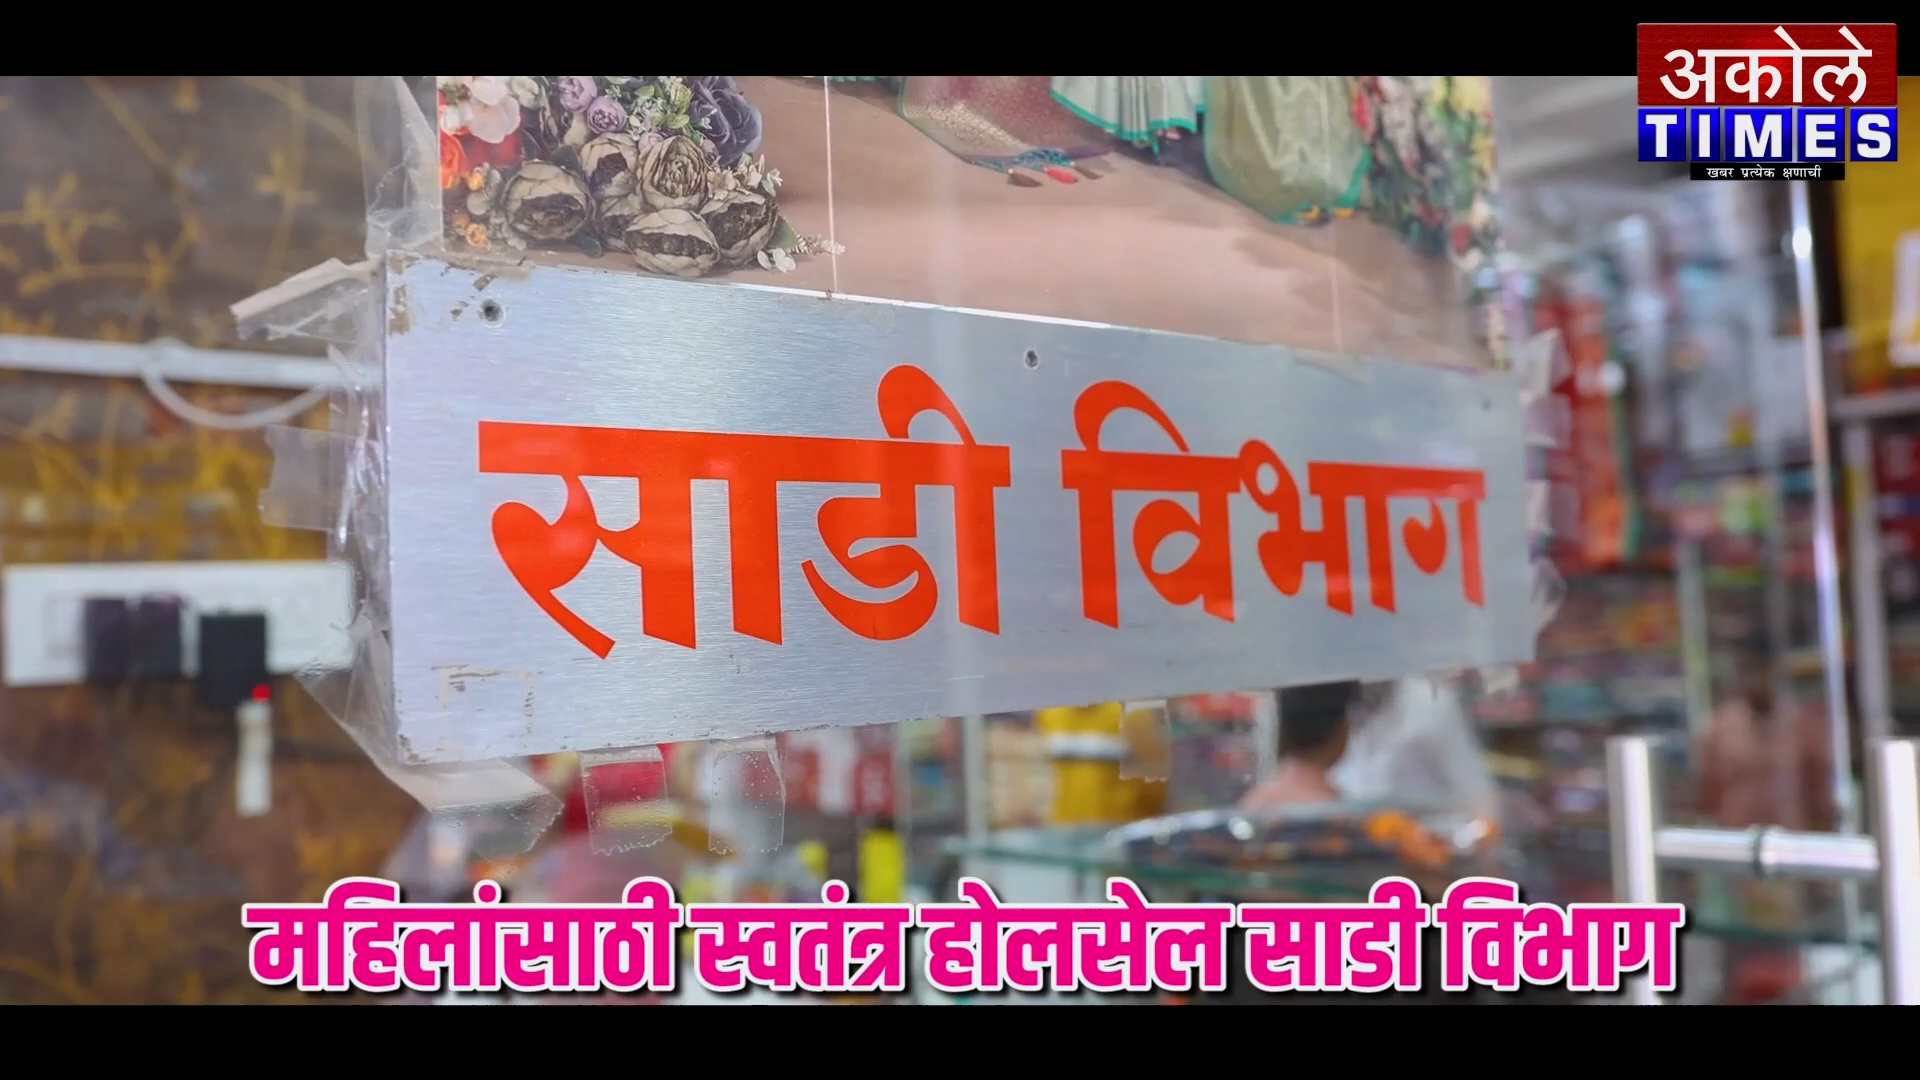 अकोले
TIMES
खबर प्रत्येक क्षणाची
साडी विभाग
महिलांसाठी स्वतंत्र होलसेल साडी विभाग